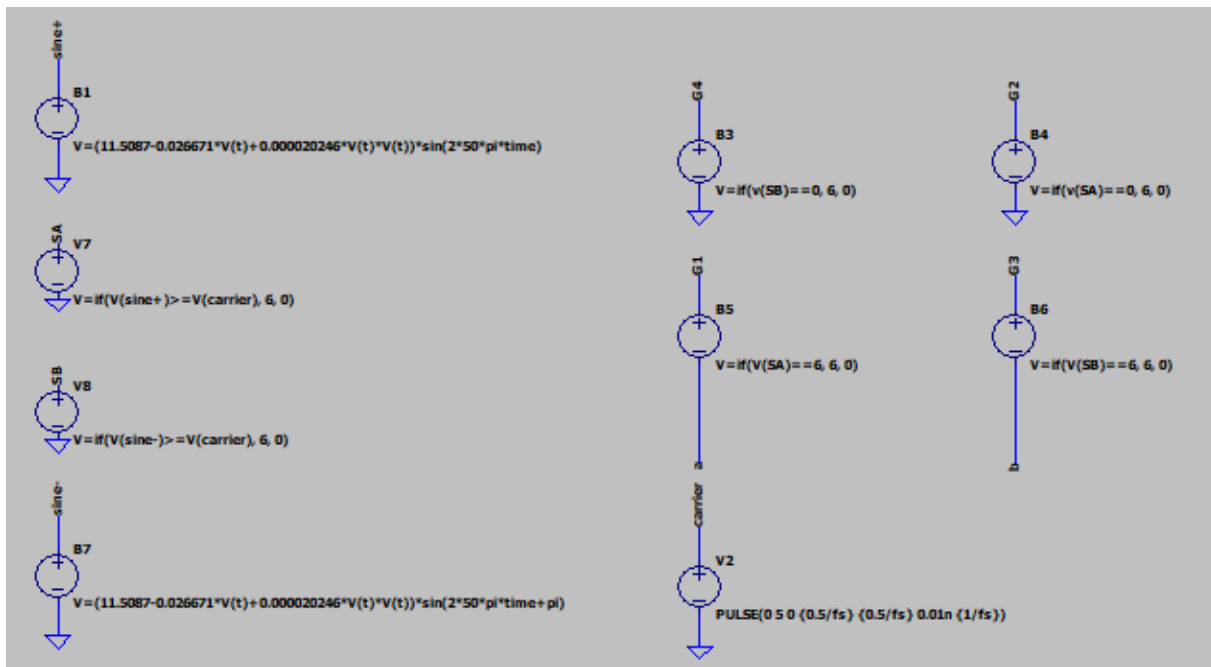 sine+
B1
V=(11.5087-0.026671*V(t)+0.000020246*V(t)*V(t))*sin(2*50*pi*time)
SA
V7
V=if(V(sine+)>=V(carrier), 6, 0)
SB
V8
V=if(V(sine-)>=V(carrier), 6, 0)
sine-
B7
V=(11.5087-0.026671*V(t)+0.000020246*V(t)*V(t))*sin(2*50*pi*time+pi)
G4
B3
V=if(v(SB)==0, 6, 0)
G2
B4
V=if(v(SA)==0, 6, 0)
G1
B5
V=if(V(SA)==6, 6, 0)
a
G3
B6
V=if(V(SB)==6, 6, 0)
b
carrier
V2
PULSE(0 5 0 {0.5/fs} {0.5/fs} 0.01n {1/fs})